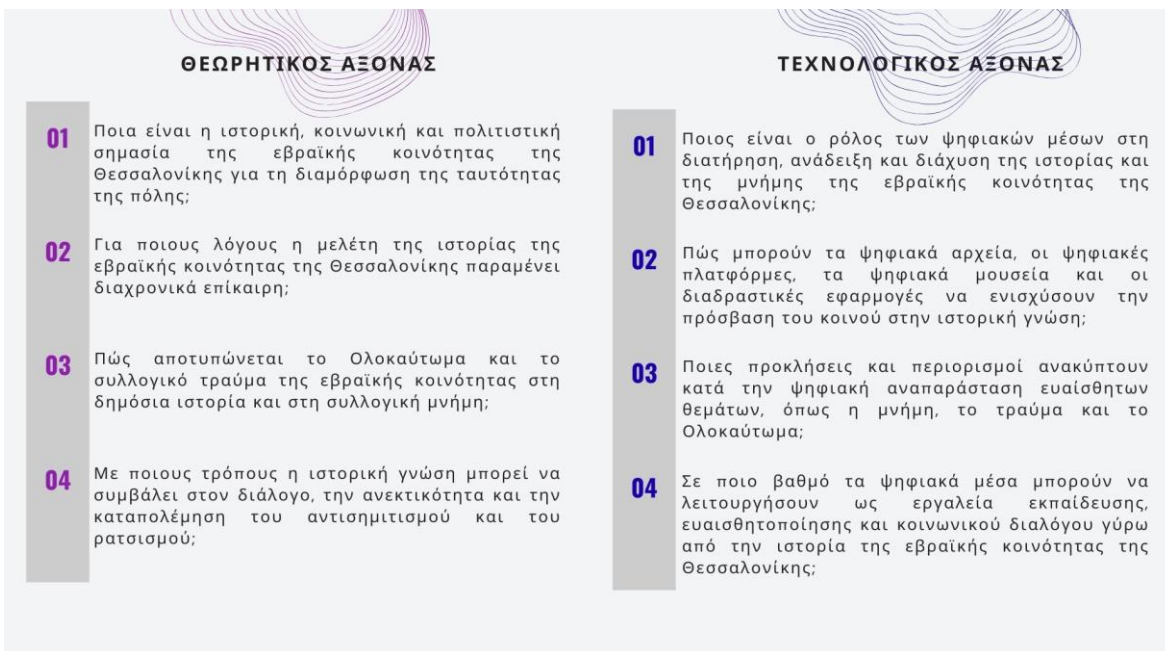 ΘΕΩΡΗΤΙΚΟΣ ΑΞΟΝΑΣ
01
Ποια είναι η ιστορική, κοινωνική και πολιτιστική
σημασία της εβραϊκής κοινότητας της
Θεσσαλονίκης για τη διαμόρφωση της ταυτότητας
της πόλης;
02
Για ποιους λόγους η μελέτη της ιστορίας της
εβραϊκής κοινότητας της Θεσσαλονίκης παραμένει
διαχρονικά επίκαιρη;
03
Πώς αποτυπώνεται το Ολοκαύτωμα και το
συλλογικό τραύμα της εβραϊκής κοινότητας στη
δημόσια ιστορία και στη συλλογική μνήμη;
04
Με ποιους τρόπους η ιστορική γνώση μπορεί να
συμβάλει στον διάλογο, την ανεκτικότητα και την
καταπολέμηση του αντισημιτισμού και του
ρατσισμού;
ΤΕΧΝΟΛΟΓΙΚΟΣ ΑΞΟΝΑΣ
01
Ποιος είναι ο ρόλος των ψηφιακών μέσων στη
διατήρηση, ανάδειξη και διάχυση της ιστορίας και
της μνήμης της εβραϊκής κοινότητας της
Θεσσαλονίκης;
02
Πώς μπορούν τα ψηφιακά αρχεία, οι ψηφιακές
πλατφόρμες, τα ψηφιακά μουσεία και οι
διαδραστικές εφαρμογές να ενισχύσουν την
πρόσβαση του κοινού στην ιστορική γνώση;
03
Ποιες προκλήσεις και περιορισμοί ανακύπτουν
κατά την ψηφιακή αναπαράσταση ευαίσθητων
θεμάτων, όπως η μνήμη, το τραύμα και το
Ολοκαύτωμα;
04
Σε ποιο βαθμό τα ψηφιακά μέσα μπορούν να
λειτουργήσουν ως εργαλεία εκπαίδευσης,
ευαισθητοποίησης και κοινωνικού διαλόγου γύρω
από την ιστορία της εβραϊκής κοινότητας της
Θεσσαλονίκης;